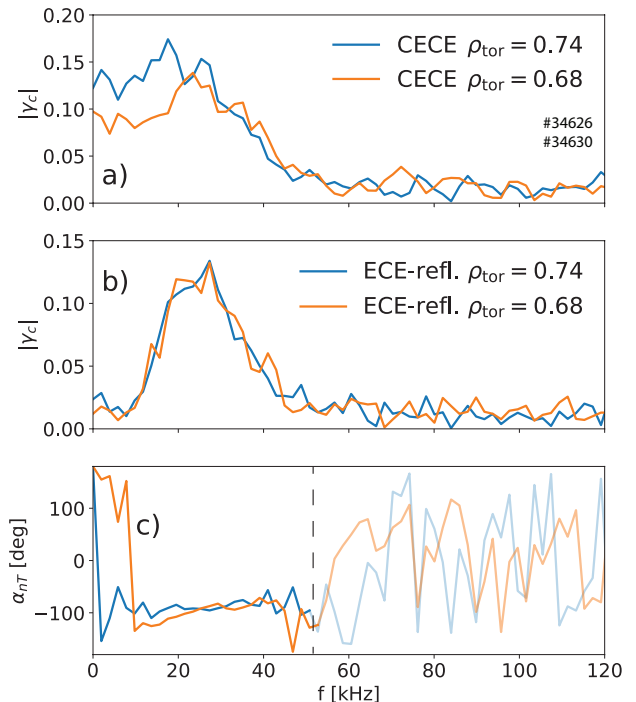 0.20
0.15
0.10
0.05
0.00
|γc|
CECE ρtor = 0.74
CECE ρtor = 0.68
#34626
#34630
a)
0.15
0.10
0.05
0.00
|γc|
b)
ECE-refl. ρtor = 0.74
ECE-refl. ρtor = 0.68
100
0
−100
αnT [deg]
c)
0 20 40 60 80 100 120
f [kHz]